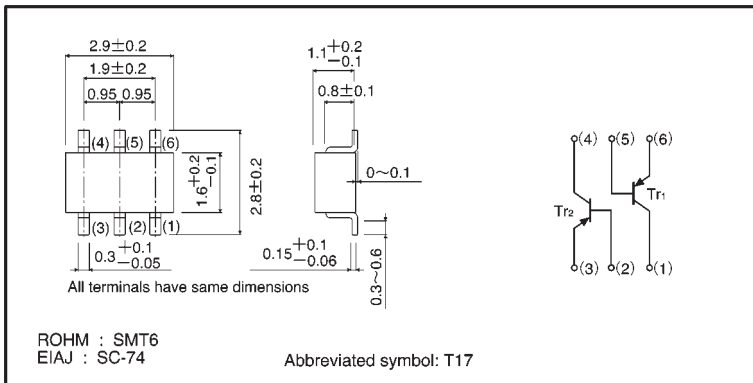 2.9±0.2
1.9±0.2
0.95 0.95
(4) (5) (6)
1.6+0.2−0.1
2.8±0.2
(3) (2) (1)
0.3+0.1−0.05
All terminals have same dimensions
1.1+0.2−0.1
0.8±0.1
0~0.1
0.15+0.1−0.06
0.3~0.6
(4) (5) (6)
Tr1
Tr2
(3) (2) (1)
ROHM : SMT6
EIAJ : SC-74
Abbreviated symbol: T17